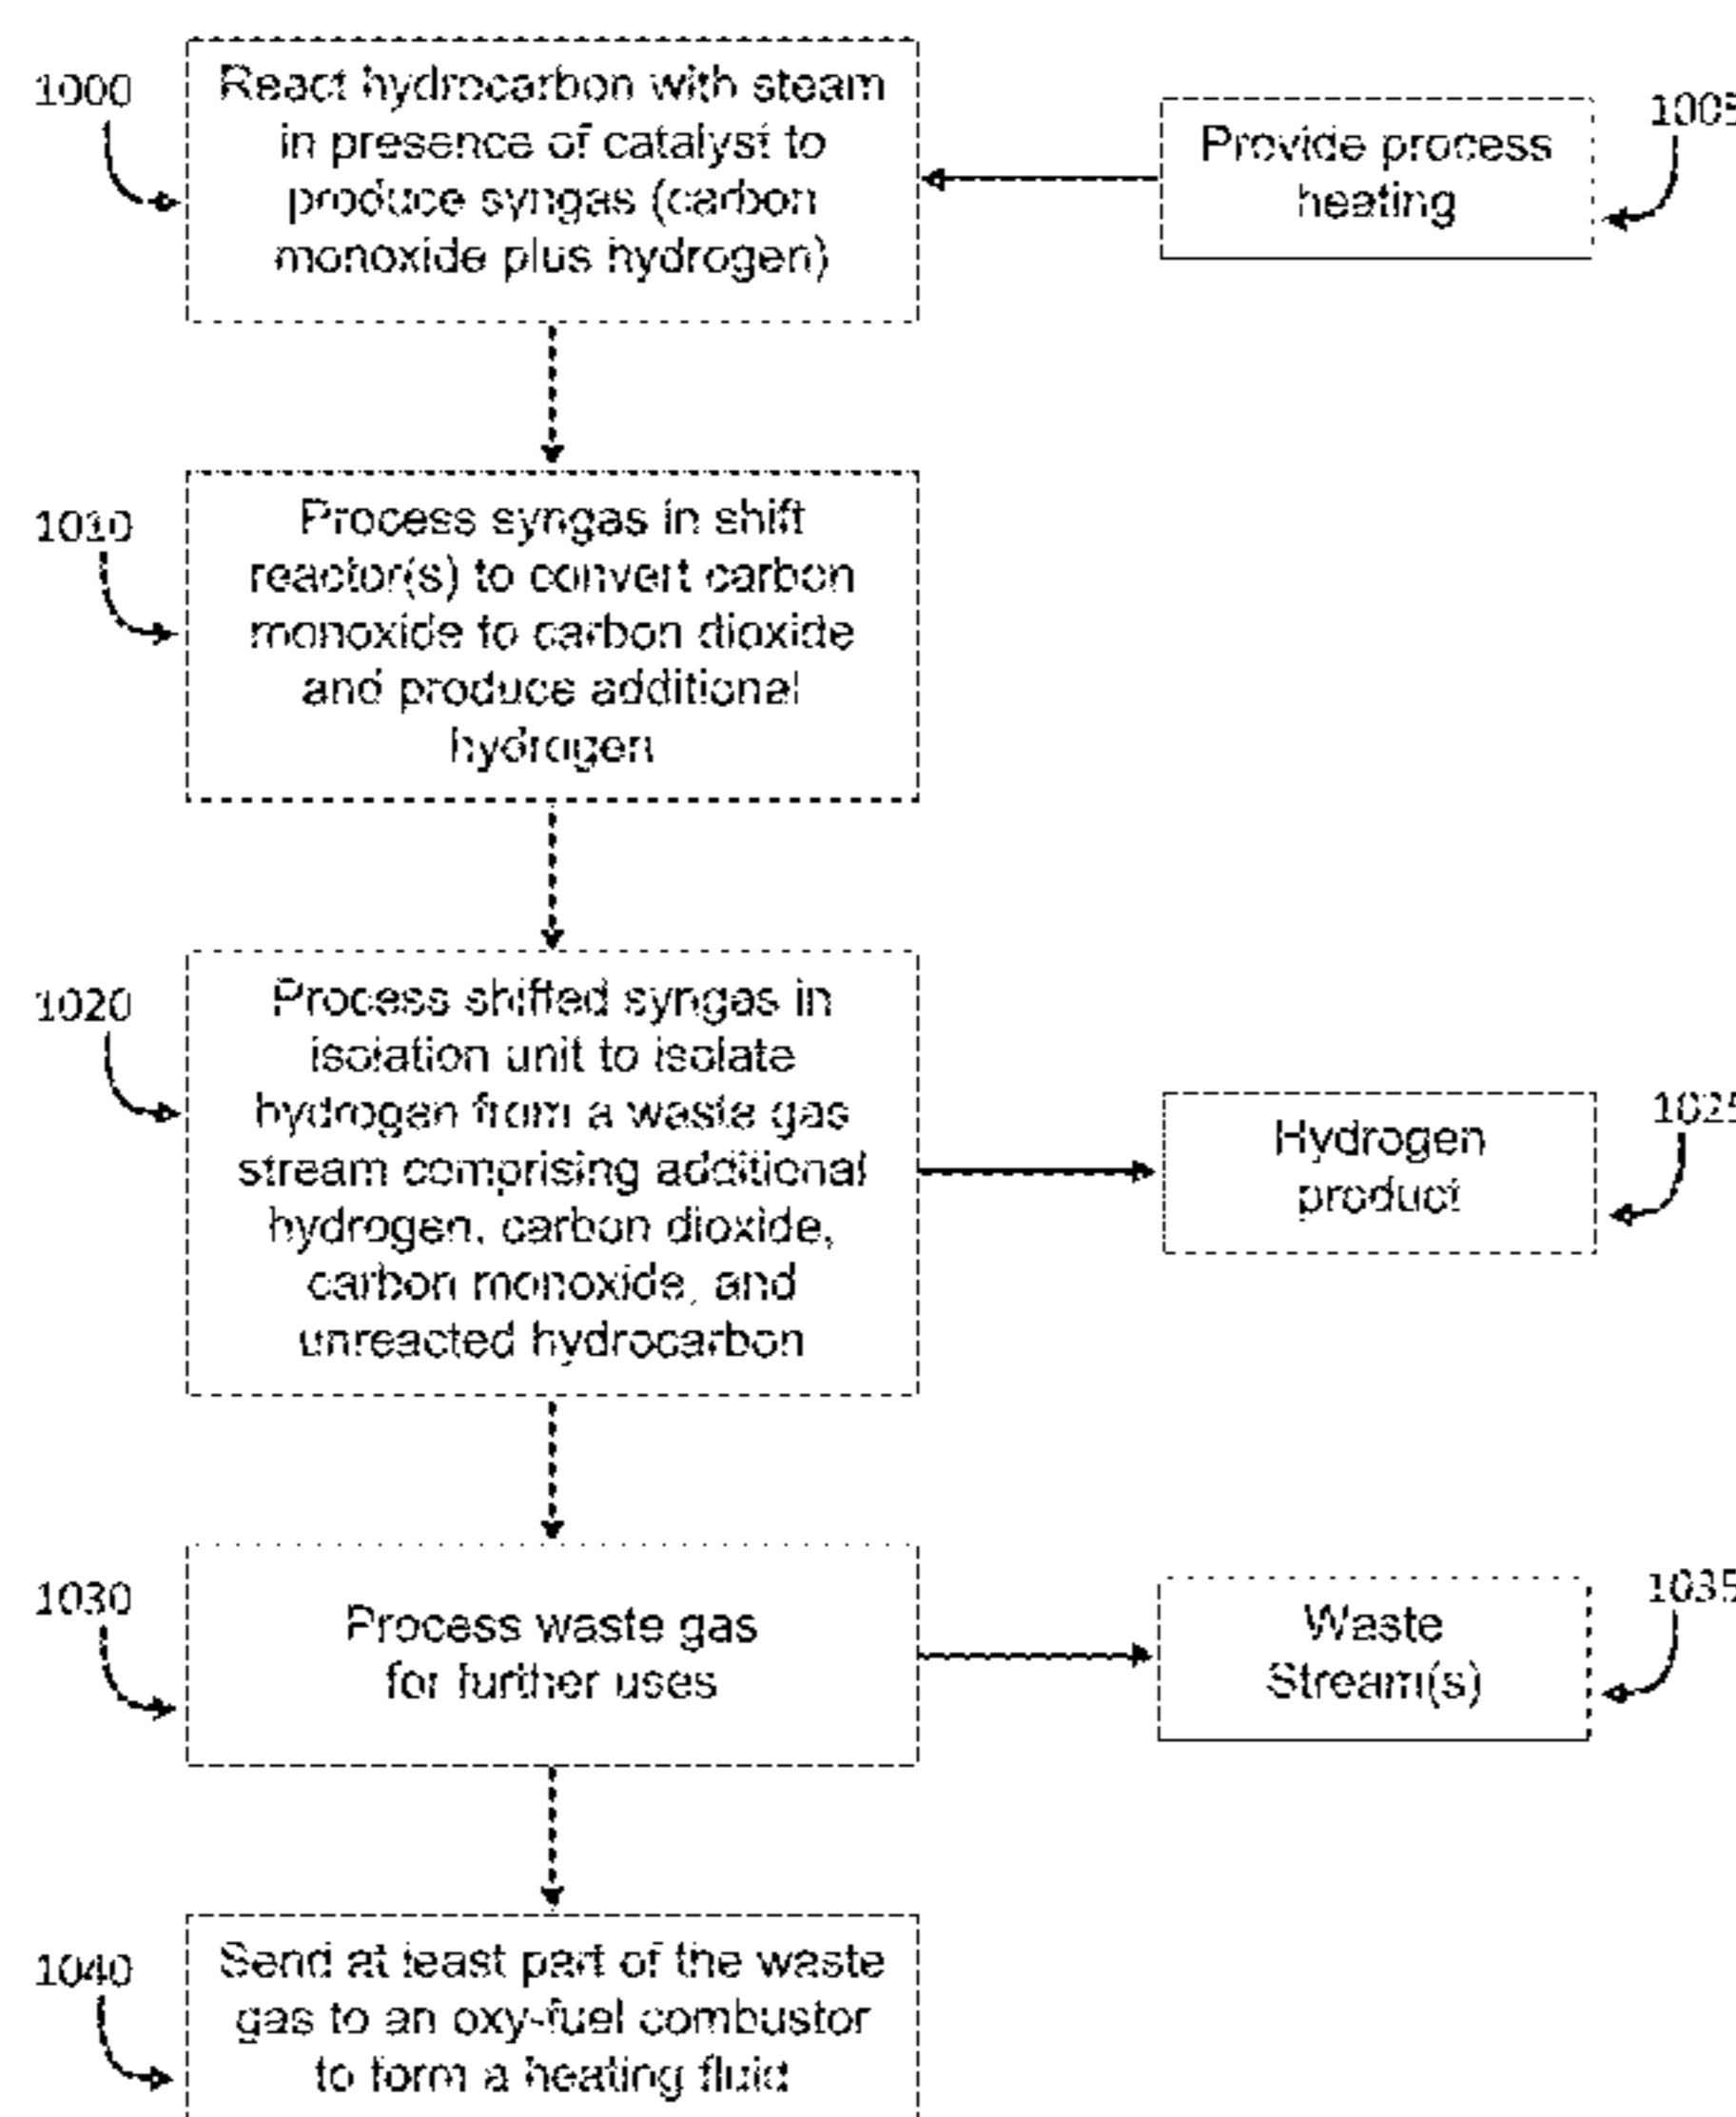 1000
React hydrocarbon with steam
in presence of catalyst to
produce syngas (carbon
monoxide plus hydrogen)
Provide process
heating
1005
1010
Process syngas in shift
reactor(s) to convert carbon
monoxide to carbon dioxide
and produce additional
hydrogen
1020
Process shifted syngas in
isolation unit to isolate
hydrogen from a waste gas
stream comprising additional
hydrogen, carbon dioxide,
carbon monoxide, and
unreacted hydrocarbon
Hydrogen
product
1025
1030
Process waste gas
for further uses
Waste
Stream(s)
1035
1040
Send at least part of the waste
gas to an oxy-fuel combustor
to form a heating fluid